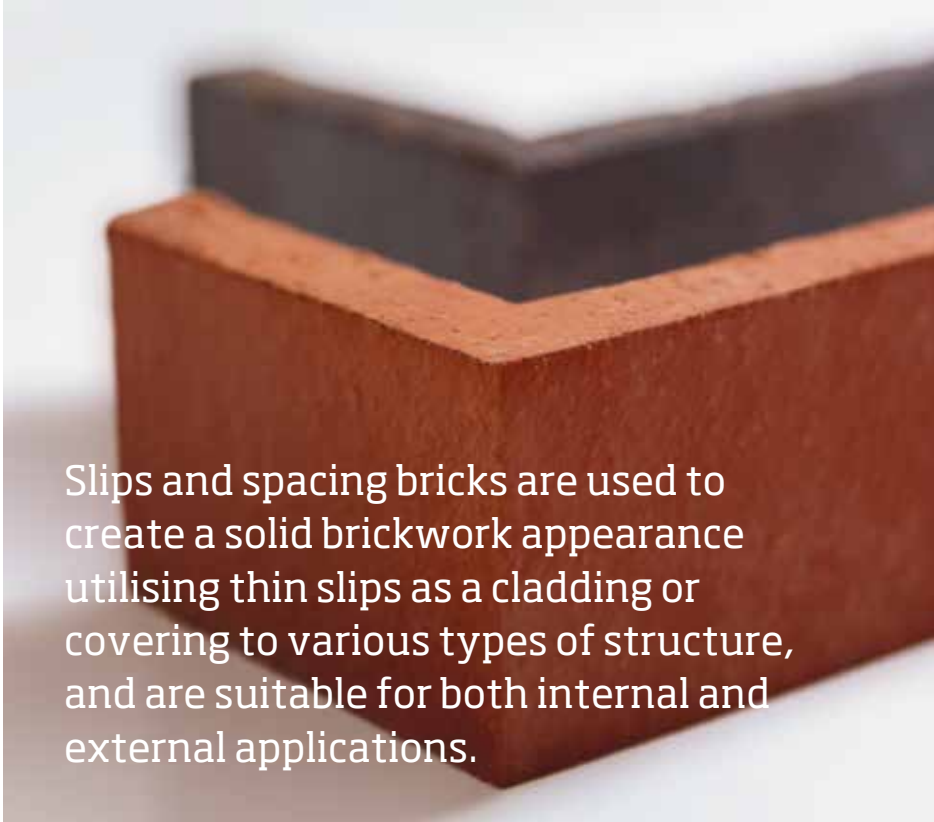 Slips and spacing bricks are used to
create a solid brickwork appearance
utilising thin slips as a cladding or
covering to various types of structure,
and are suitable for both internal and
external applications.